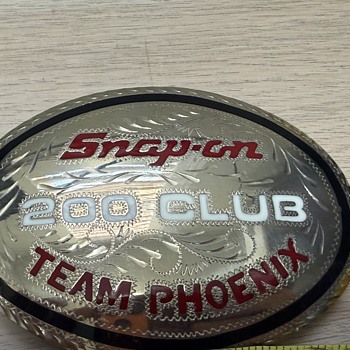 Snap-on
200 CLUB
TEAM PHOENIX